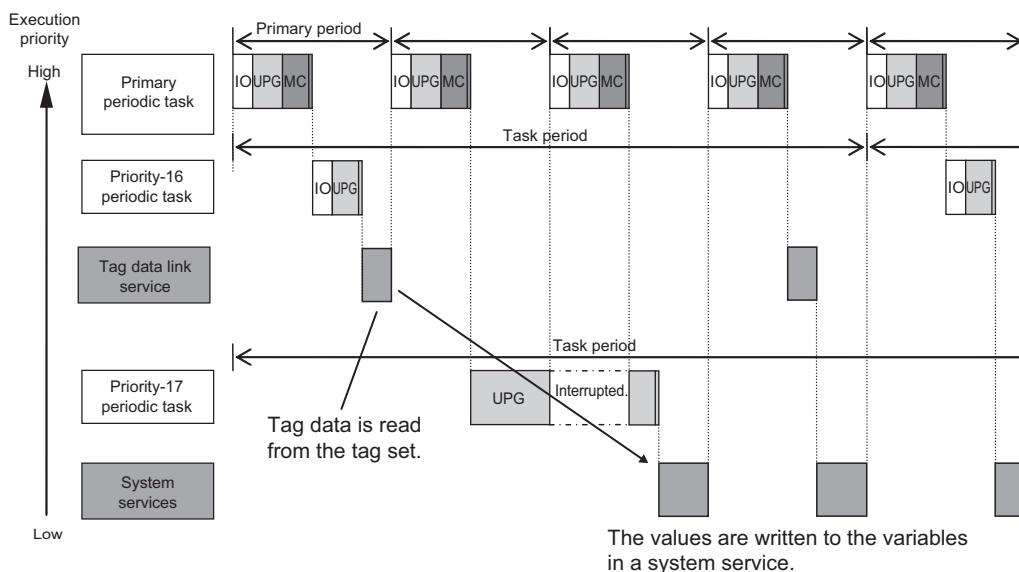 Execution
priority
High
Primary period
Primary
periodic task
IO UPG MC
IO UPG MC
IO UPG MC
IO UPG MC
IO UPG MC
Task period
Priority-16
periodic task
IO UPG
IO UPG
Tag data link
service
Task period
Priority-17
periodic task
UPG
Interrupted.
Tag data is read
from the tag set.
System
services
Low
The values are written to the variables
in a system service.